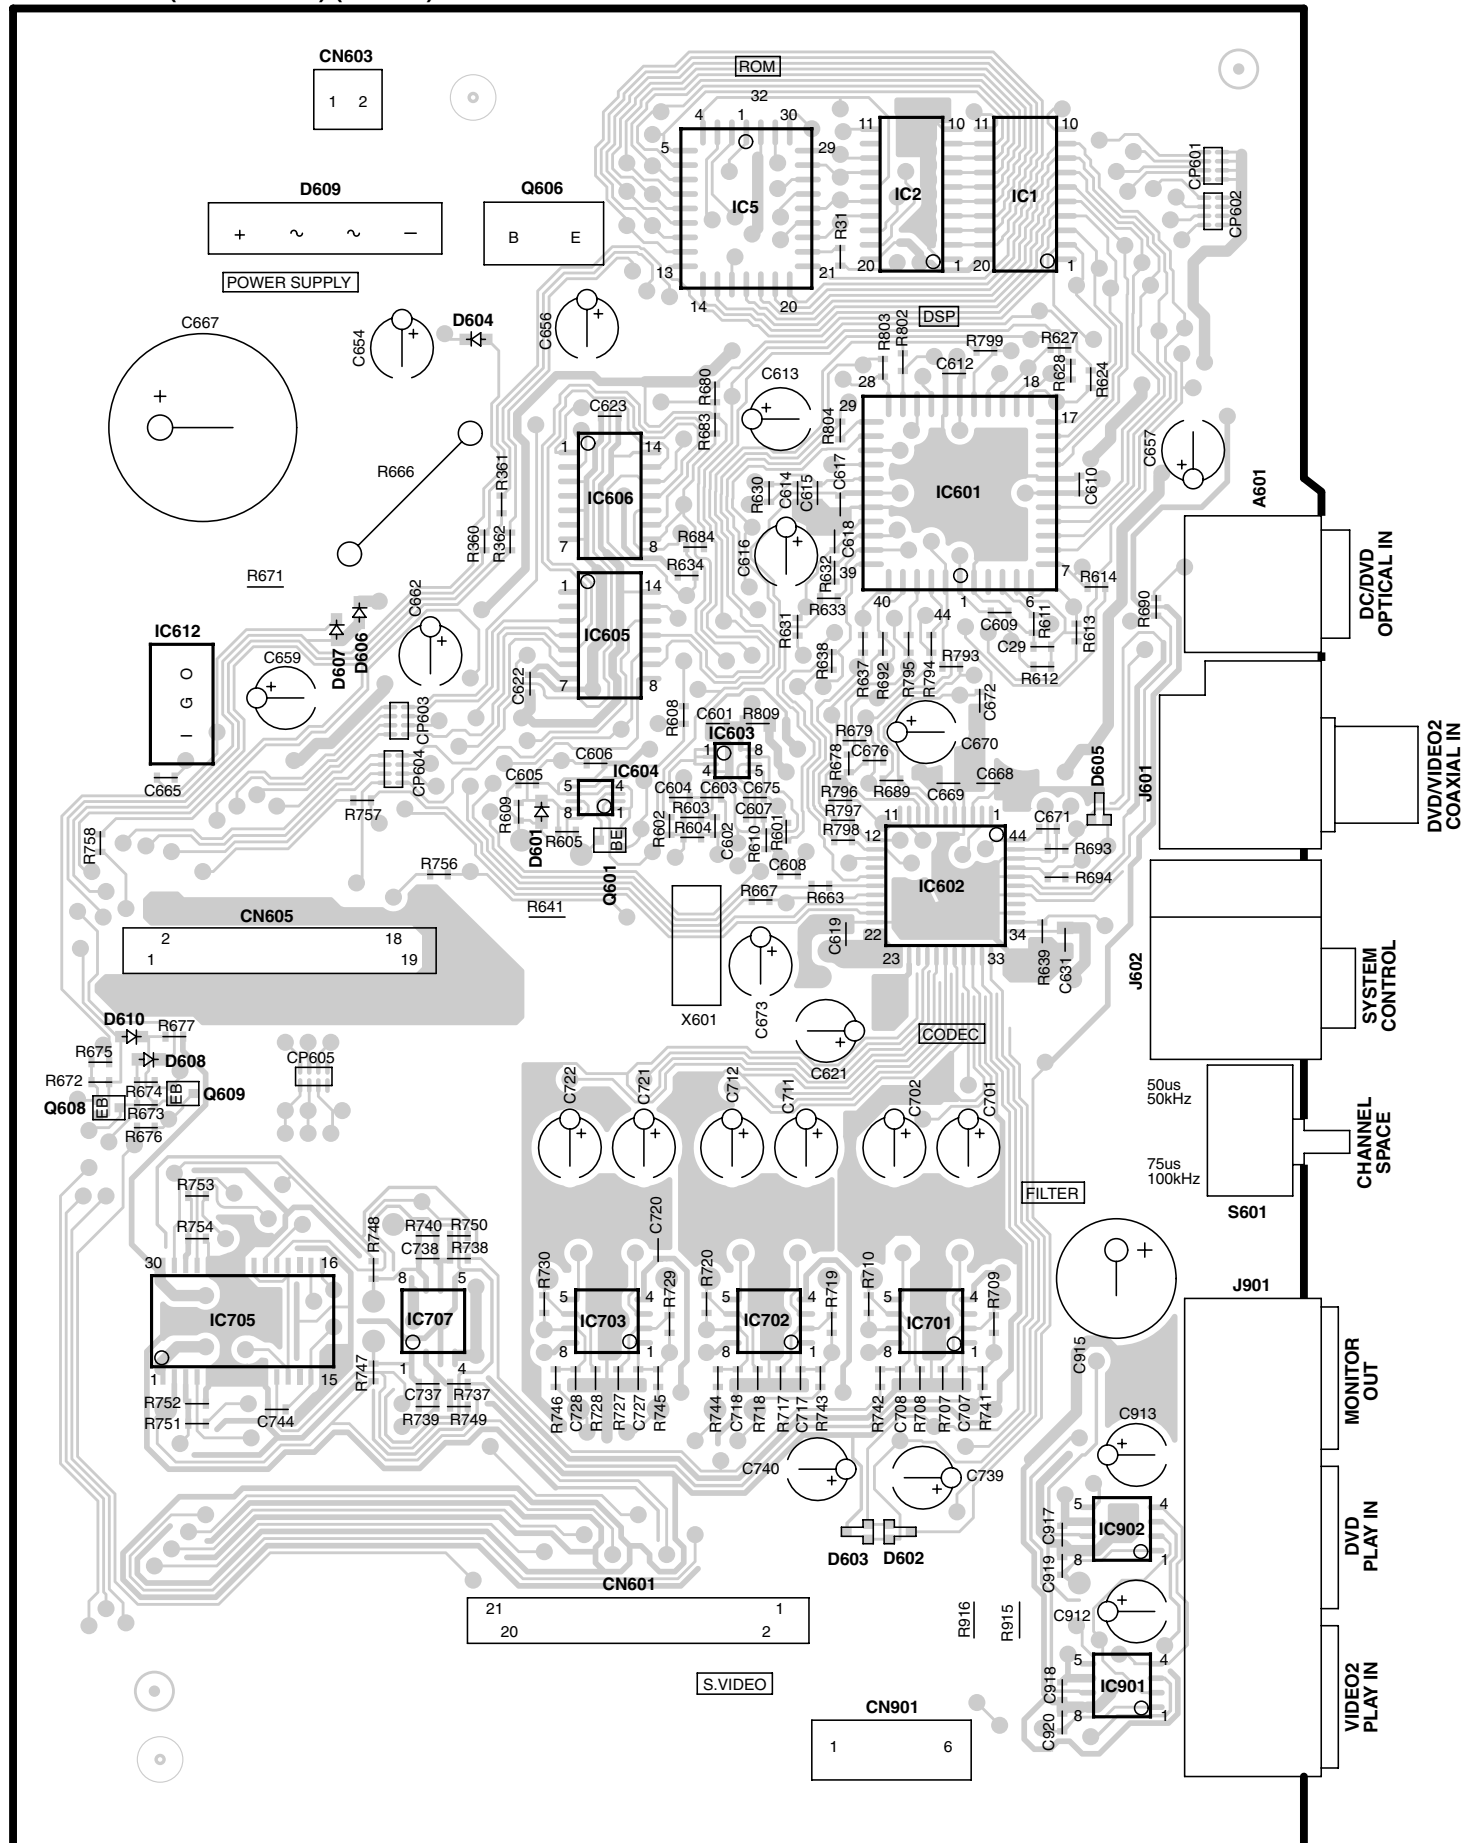 CN603
1 2
ROM
32
4 1 30
5 29
IC5
13 21
14 20
R31
11 10
IC2
20 1
11 10
IC1
20 1
CP601
CP602
D609
+ ~ ~ −
Q606
B E
POWER SUPPLY
C667
+
C654
+
D604
C656
+
DSP
R803
R802
R799
R627
C612
R628
R624
28 18
29 17
IC601
39 7
40 1 6
44
R680
R683
C613
+
R804
C617
C623
1 14
IC606
7 8
R361
R360
R362
R666
R630
C614
C615
C618
C610
C657
+
A601
DC/DVD
OPTICAL IN
R684
R634
C616
+
R632
R633
R614
R690
R671
C662
+
1 14
IC605
7 8
R631
R638
R637
R692
R795
R794
R793
C609
C29
R611
R613
R612
IC612
I G O
D607
D606
C659
+
C622
R608
C601
R809
IC603
1 8
4 5
R679
C676
R678
+
C670
C672
CP603
CP604
C665
R757
R758
R756
C606
C605
IC604
5 4
8 1
R609
D601
R605
BE
Q601
C604
C603
C675
R603
C607
R602
R604
C602
R610
R601
C608
R796
R797
R798
R689
C669
C668
D605
C671
R693
R694
J601
DVD/VIDEO2
COAXIAL IN
11 1
12 44
IC602
22 34
23 33
R667
R663
C619
R639
C631
R641
CN605
2 18
1 19
X601
+
C673
+
C621
CODEC
J602
SYSTEM
CONTROL
D610
R677
R675
D608
R672
R674
EB
Q609
Q608
EB
R673
R676
CP605
50us
50kHz
75us
100kHz
CHANNEL
SPACE
S601
C722
+
C721
+
C712
+
C711
+
C702
+
C701
+
FILTER
R753
R754
30 16
IC705
1 15
R752
R751
C744
R748
R740
R750
C738
R738
8 5
IC707
1 4
R747
C737
R737
R739
R749
C720
R730
5 4
IC703
8 1
R729
R746
C728
R728
R727
C727
R745
R720
5 4
IC702
8 1
R719
R744
C718
R718
R717
C717
R743
R710
5 4
IC701
8 1
R709
R742
C708
R708
R707
C707
R741
+
C915
J901
MONITOR
OUT
C913
+
C740
+
+
C739
D603
D602
5 4
IC902
8 1
C917
C919
DVD
PLAY IN
CN601
21 1
20 2
R916
R915
C912
+
5 4
IC901
8 1
C918
C920
VIDEO2
PLAY IN
S.VIDEO
CN901
1 6